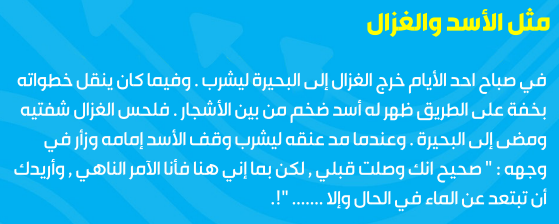 مثل الأسد والغزال
في صباح احد الأيام خرج الغزال إلى البحيرة ليشرب . وفيما كان ينقل خطواته
بخفة على الطريق ظهر له أسد ضخم من بين الأشجار . فلحس الغزال شفتيه
ومضى إلى البحيرة . وعندما مد عنقه ليشرب وقف الأسد إمامه وزأر في
وجهه : " صحيح انك وصلت قبلي , لكن بما إني هنا فأنا الآمر الناهي , وأريدك
أن تبتعد عن الماء في الحال وإلا ....... "!.